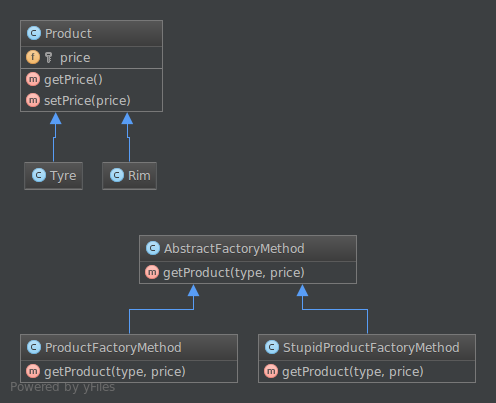 Product
price
getPrice()
setPrice(price)
Tyre
Rim
AbstractFactoryMethod
getProduct(type, price)
ProductFactoryMethod
getProduct(type, price)
StupidProductFactoryMethod
getProduct(type, price)
Powered by yFiles